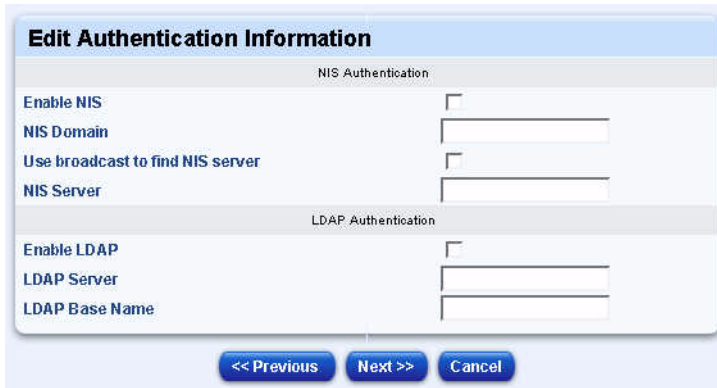 Edit Authentication Information
NIS Authentication
Enable NIS
NIS Domain
Use broadcast to find NIS server
NIS Server
LDAP Authentication
Enable LDAP
LDAP Server
LDAP Base Name
<< Previous Next >> Cancel